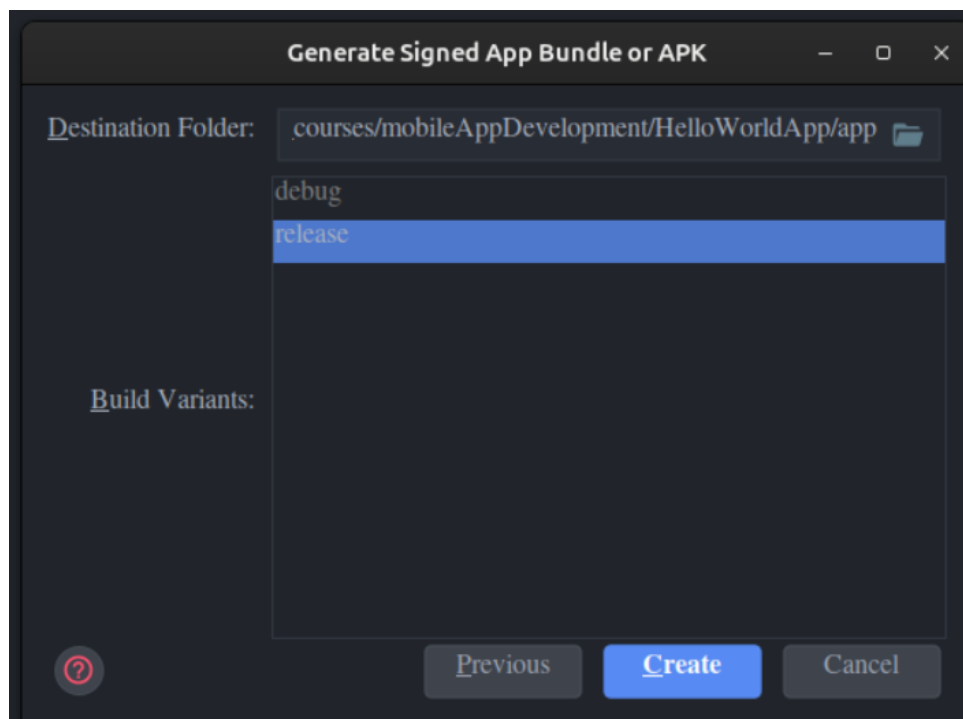 Generate Signed App Bundle or APK
Destination Folder: courses/mobileAppDevelopment/HelloWorldApp/app
debug
release
Build Variants:
Previous Create Cancel